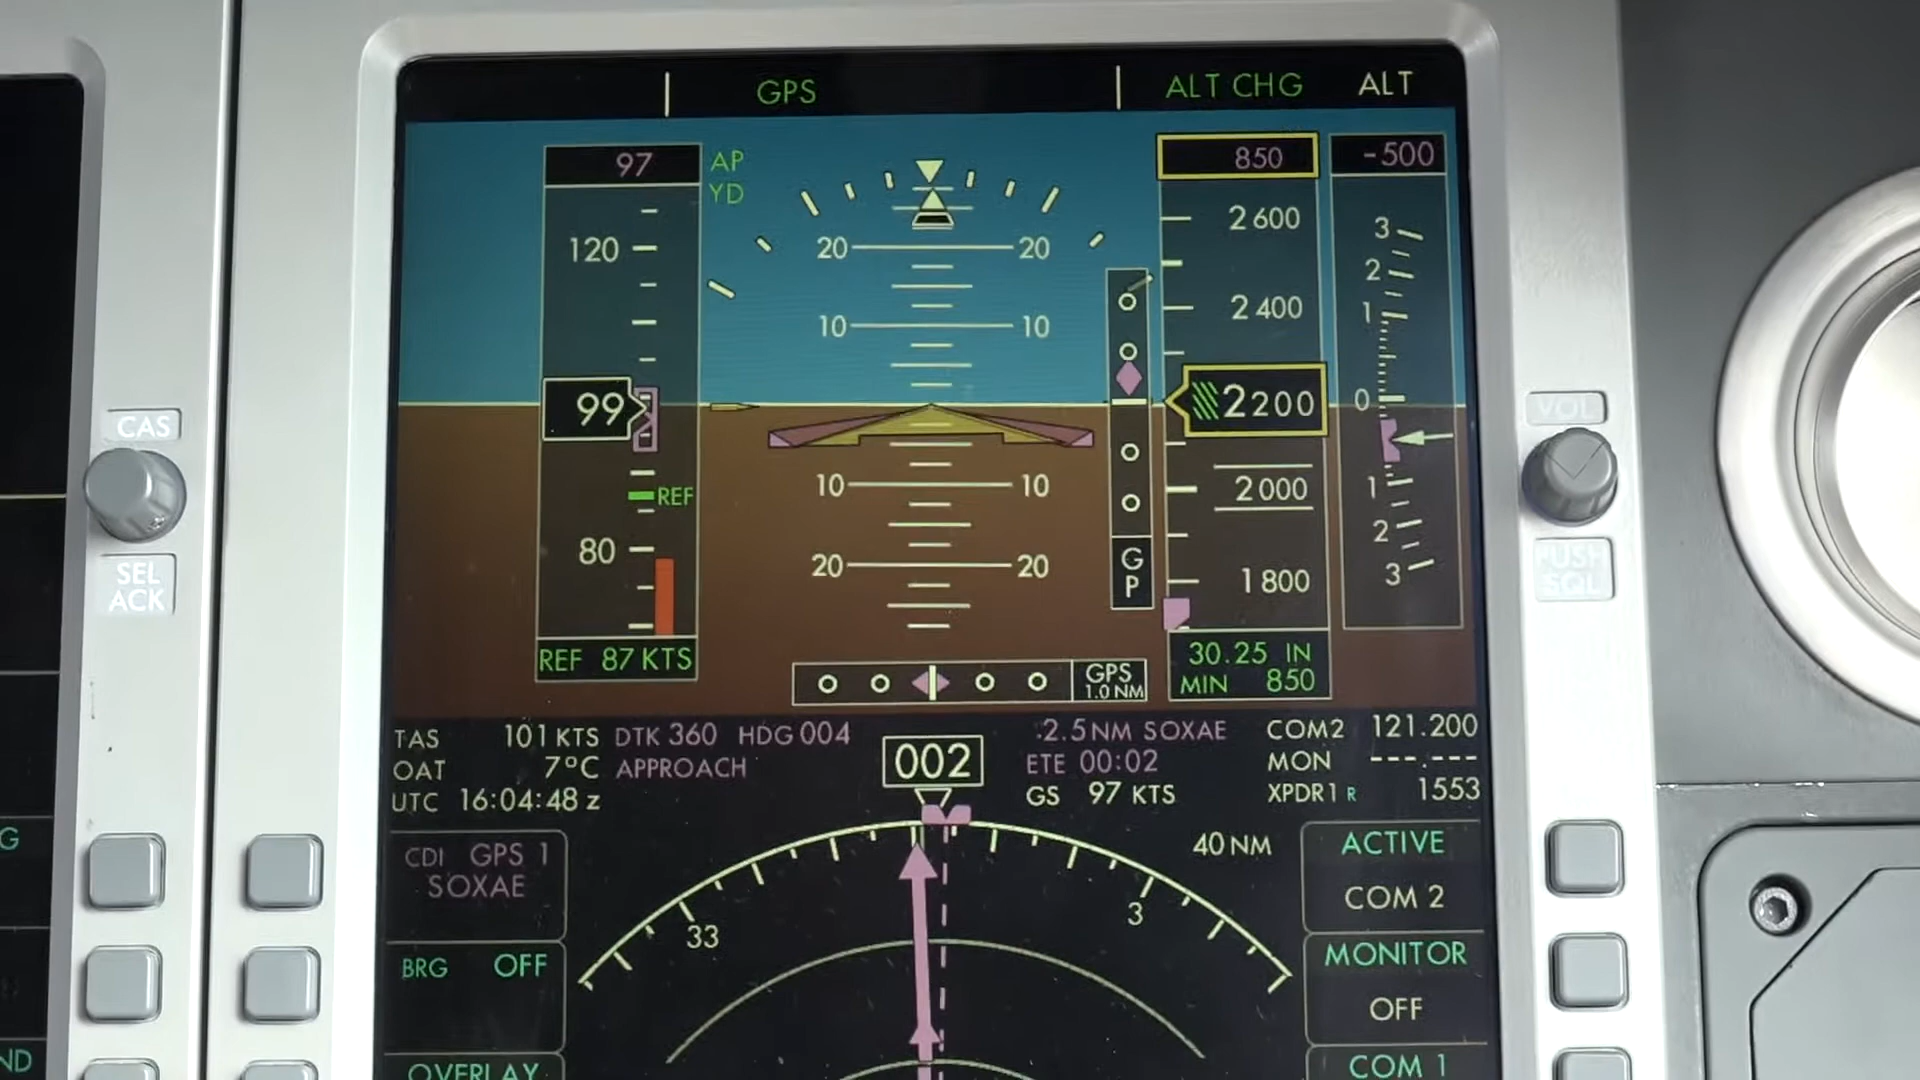 GPS
ALT CHG
ALT
97
AP
YD
850
-500
120
99
REF
80
REF 87 KTS
20 20
10 10
10 10
20 20
G
P
GPS
1.0 NM
2 600
2 400
2 200
2 000
1 800
30.25 IN
MIN 850
3
2
1
0
1
2
3
CAS
SEL
ACK
VOL
PUSH
SQL
TAS 101 KTS
OAT 7°C
UTC 16:04:48 z
DTK 360 HDG 004
APPROACH
002
2.5 NM SOXAE
ETE 00:02
GS 97 KTS
COM2 121.200
MON ---.---
XPDR1 R 1553
CDI GPS 1
SOXAE
BRG OFF
OVERLAY
33
3
40 NM
ACTIVE
COM 2
MONITOR
OFF
COM 1
G
ND